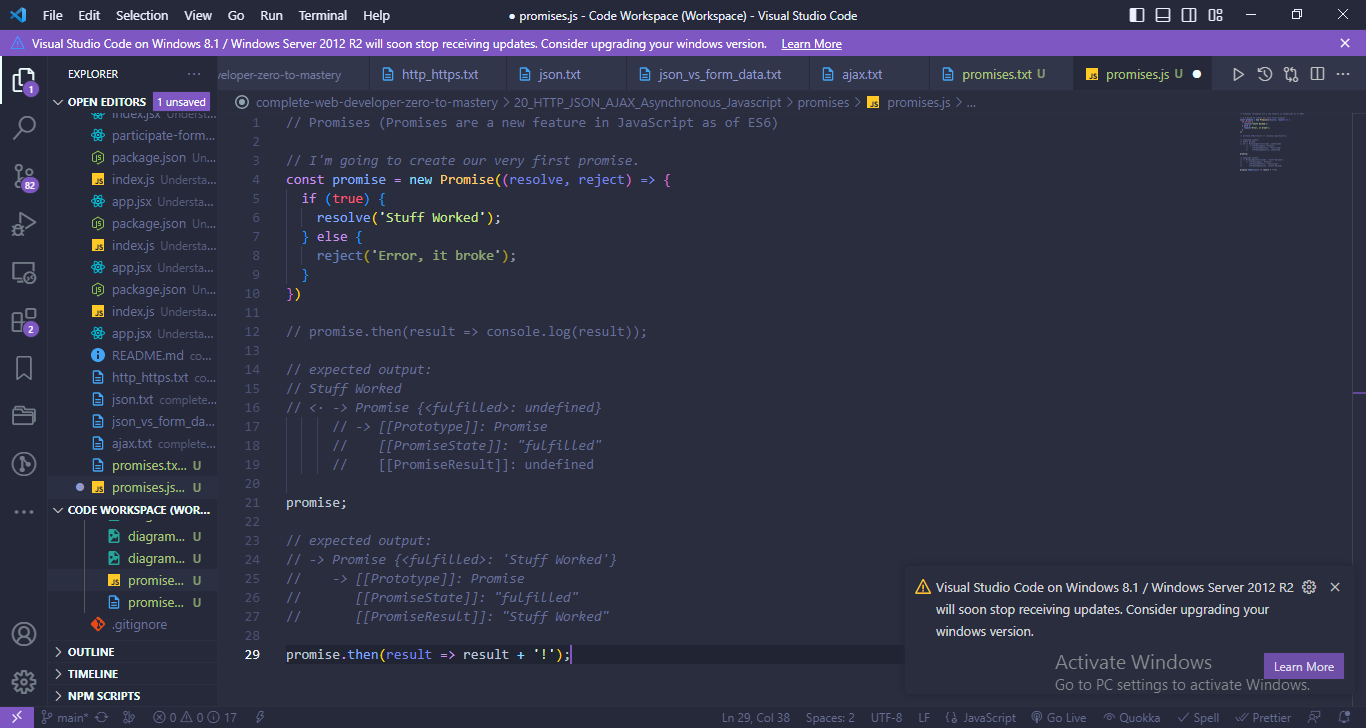 File Edit Selection View Go Run Terminal Help
● promises.js - Code Workspace (Workspace) - Visual Studio Code
Visual Studio Code on Windows 8.1 / Windows Server 2012 R2 will soon stop receiving updates. Consider upgrading your windows version. Learn More
EXPLORER
veloper-zero-to-mastery
http_https.txt
json.txt
json_vs_form_data.txt
ajax.txt
promises.txt U
promises.js U
OPEN EDITORS 1 unsaved
complete-web-developer-zero-to-mastery > 20_HTTP_JSON_AJAX_Asynchronous_Javascript > promises > JS promises.js > ...
index.jsx Understa...
participate-form...
package.json Un...
JS index.js Understa...
app.jsx Understa...
package.json Un...
JS index.js Understa...
app.jsx Understa...
package.json Un...
JS index.js Understa...
app.jsx Understa...
README.md co...
http_https.txt co...
json.txt complete...
json_vs_form_da...
ajax.txt complete...
promises.tx... U
JS promises.js... U
CODE WORKSPACE (WOR...
diagram... U
diagram... U
JS promise... U
promise... U
.gitignore
OUTLINE
TIMELINE
NPM SCRIPTS
1
82
2
1 // Promises (Promises are a new feature in JavaScript as of ES6)
2
3 // I'm going to create our very first promise.
4 const promise = new Promise((resolve, reject) => {
5 if (true) {
6 resolve('Stuff Worked');
7 } else {
8 reject('Error, it broke');
9 }
10 })
11
12 // promise.then(result => console.log(result));
13
14 // expected output:
15 // Stuff Worked
16 // <· -> Promise {<fulfilled>: undefined}
17 // -> [[Prototype]]: Promise
18 // [[PromiseState]]: "fulfilled"
19 // [[PromiseResult]]: undefined
20
21 promise;
22
23 // expected output:
24 // -> Promise {<fulfilled>: 'Stuff Worked'}
25 // -> [[Prototype]]: Promise
26 // [[PromiseState]]: "fulfilled"
27 // [[PromiseResult]]: "Stuff Worked"
28
29 promise.then(result => result + '!');
Visual Studio Code on Windows 8.1 / Windows Server 2012 R2
will soon stop receiving updates. Consider upgrading your
windows version.
Learn More
Activate Windows
Go to PC settings to activate Windows.
main* 0 0 17 Ln 29, Col 38 Spaces: 2 UTF-8 LF {} JavaScript Go Live Quokka Spell Prettier